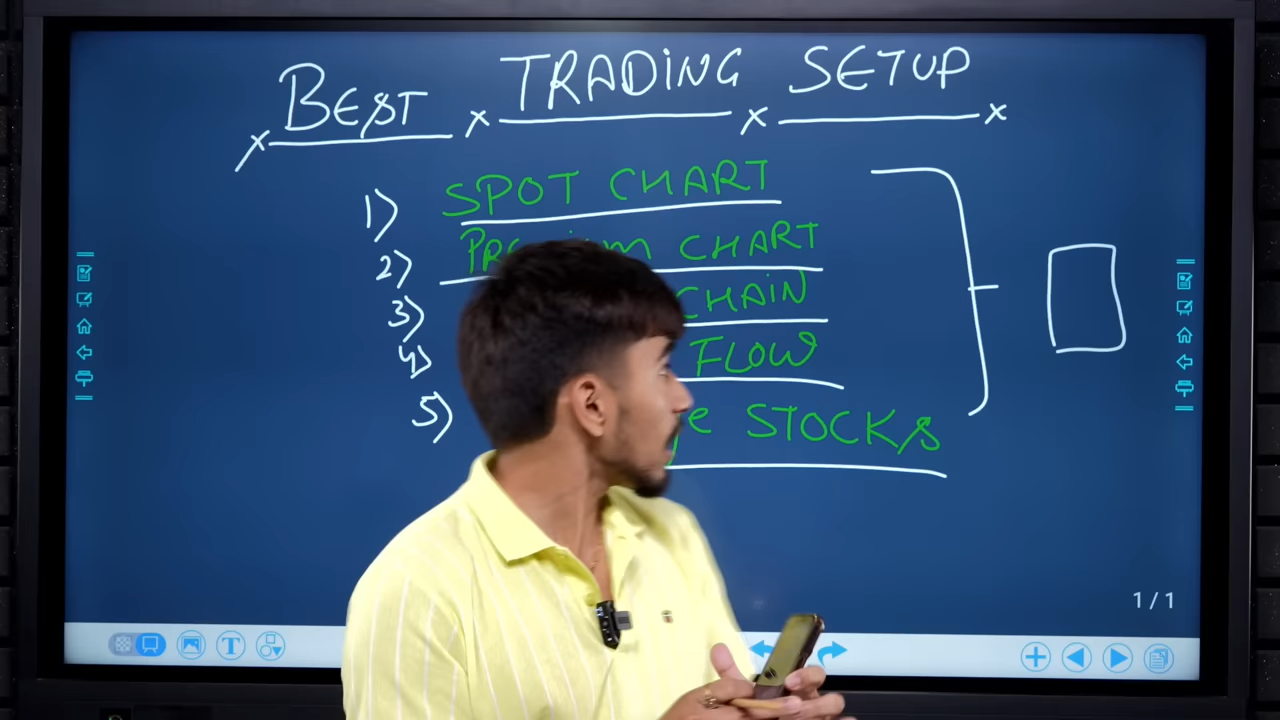 BEST TRADING SETUP
1) SPOT CHART
2) CHART
3) CHAIN
4) FLOW
5) STOCKS
1/1
T